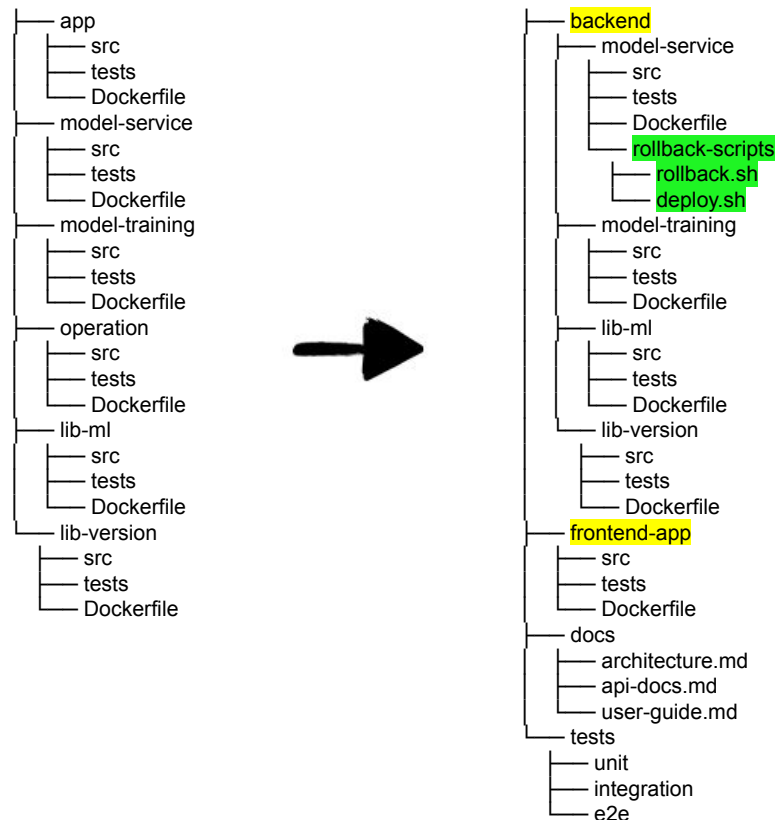 app
src
tests
Dockerfile
model-service
src
tests
Dockerfile
model-training
src
tests
Dockerfile
operation
src
tests
Dockerfile
lib-ml
src
tests
Dockerfile
lib-version
src
tests
Dockerfile
backend
model-service
src
tests
Dockerfile
rollback-scripts
rollback.sh
deploy.sh
model-training
src
tests
Dockerfile
lib-ml
src
tests
Dockerfile
lib-version
src
tests
Dockerfile
frontend-app
src
tests
Dockerfile
docs
architecture.md
api-docs.md
user-guide.md
tests
unit
integration
e2e